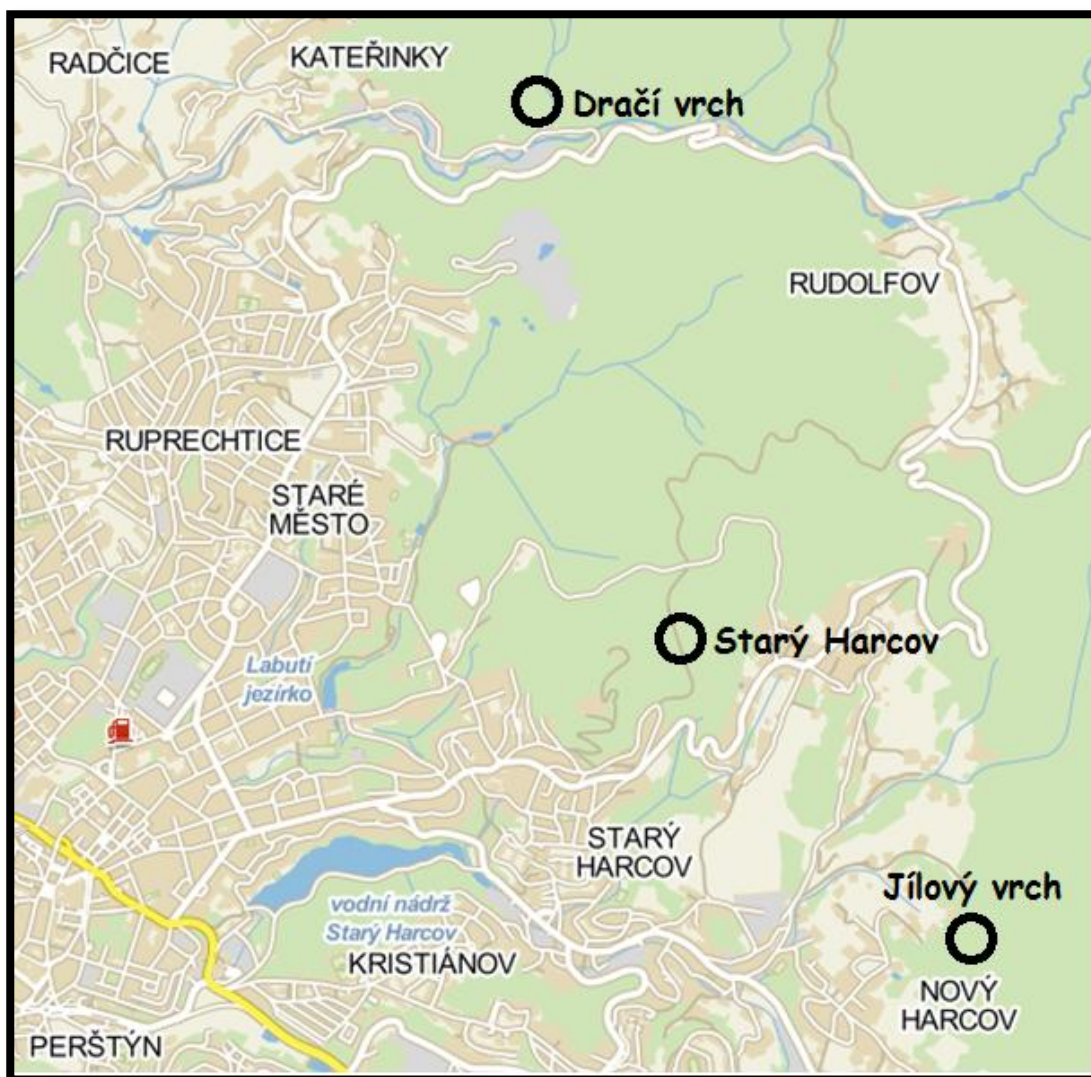 RADČICE
KATEŘINKY
Dračí vrch
RUDOLFOV
RUPRECHTICE
STARÉ
MĚSTO
Starý Harcov
Labutí
jezírko
STARÝ
HARCOV
Jílový vrch
vodní nádrž
Starý Harcov
KRISTIÁNOV
NOVÝ
HARCOV
PERŠTÝN